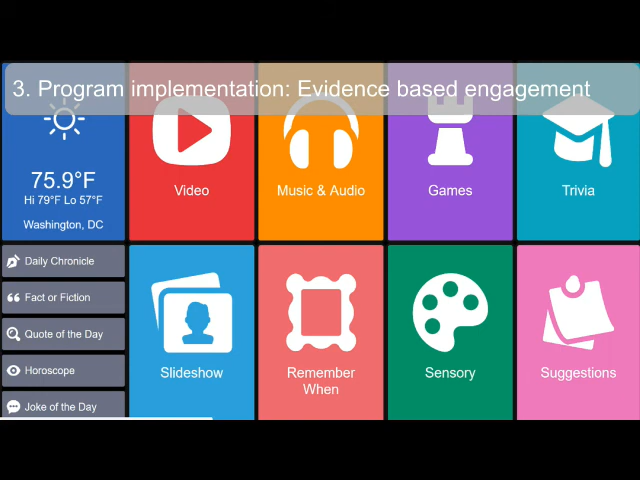 3. Program implementation: Evidence based engagement
75.9°F
Hi 79°F Lo 57°F
Washington, DC
Video
Music & Audio
Games
Trivia
Daily Chronicle
Fact or Fiction
Quote of the Day
Horoscope
Joke of the Day
Slideshow
Remember
When
Sensory
Suggestions